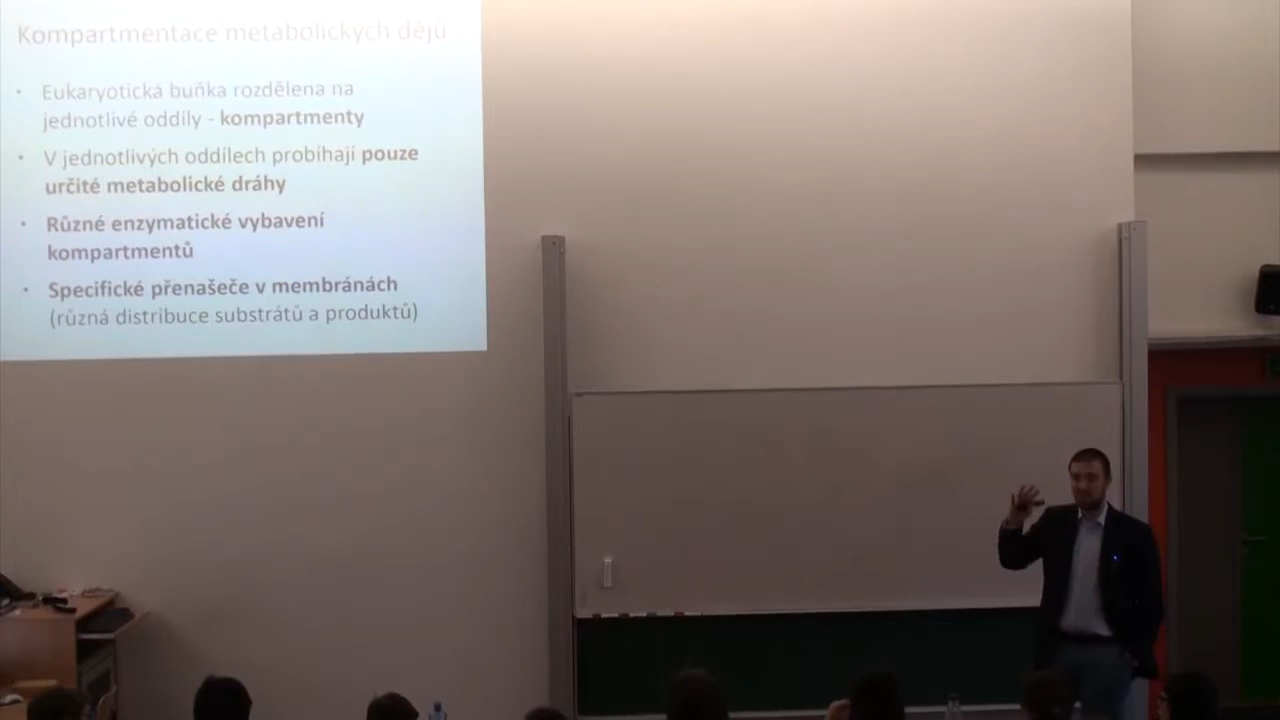 Kompartmentace metabolických dějů
• Eukaryotická buňka rozdělena na
jednotlivé oddíly - kompartmenty
• V jednotlivých oddílech probíhají pouze
určité metabolické dráhy
• Různé enzymatické vybavení
kompartmentů
• Specifické přenašeče v membránách
(různá distribuce substrátů a produktů)